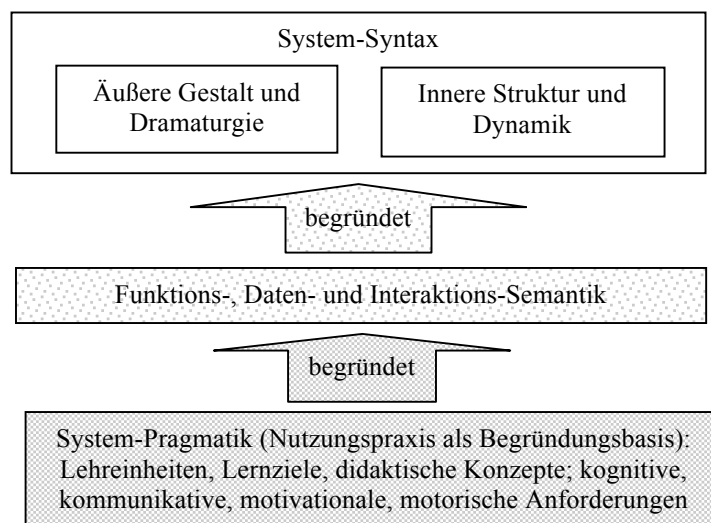 System-Syntax
Äußere Gestalt und
Dramaturgie
Innere Struktur und
Dynamik
begründet
Funktions-, Daten- und Interaktions-Semantik
begründet
System-Pragmatik (Nutzungspraxis als Begründungsbasis):
Lehreinheiten, Lernziele, didaktische Konzepte; kognitive,
kommunikative, motivationale, motorische Anforderungen